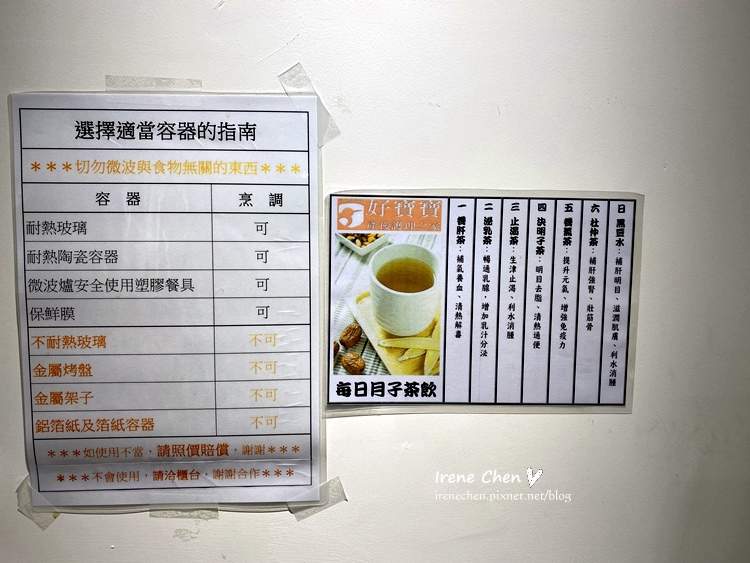 選擇適當容器的指南
***切勿微波與食物無關的東西***
容 器 烹 調
耐熱玻璃 可
耐熱陶瓷容器 可
微波爐安全使用塑膠餐具 可
保鮮膜 可
不耐熱玻璃 不可
金屬烤盤 不可
金屬架子 不可
鋁箔紙及箔紙容器 不可
***如使用不當，請照價賠償，謝謝***
***不會使用，請洽櫃台，謝謝合作***
好寶寶
產後護理之家
每日月子茶飲
一 養肝茶：補氣養血、清熱解毒
二 泌乳茶：暢通乳腺，增加乳汁分泌
三 止渴茶：生津止渴、利水消腫
四 決明子茶：明目去脂、清熱通便
五 養氣茶：提升元氣、增強免疫力
六 杜仲茶：補肝強腎、壯筋骨
日 黑豆水：補肝明目、滋潤肌膚、利水消腫
Irene Chen
irenechen.pixnet.net/blog